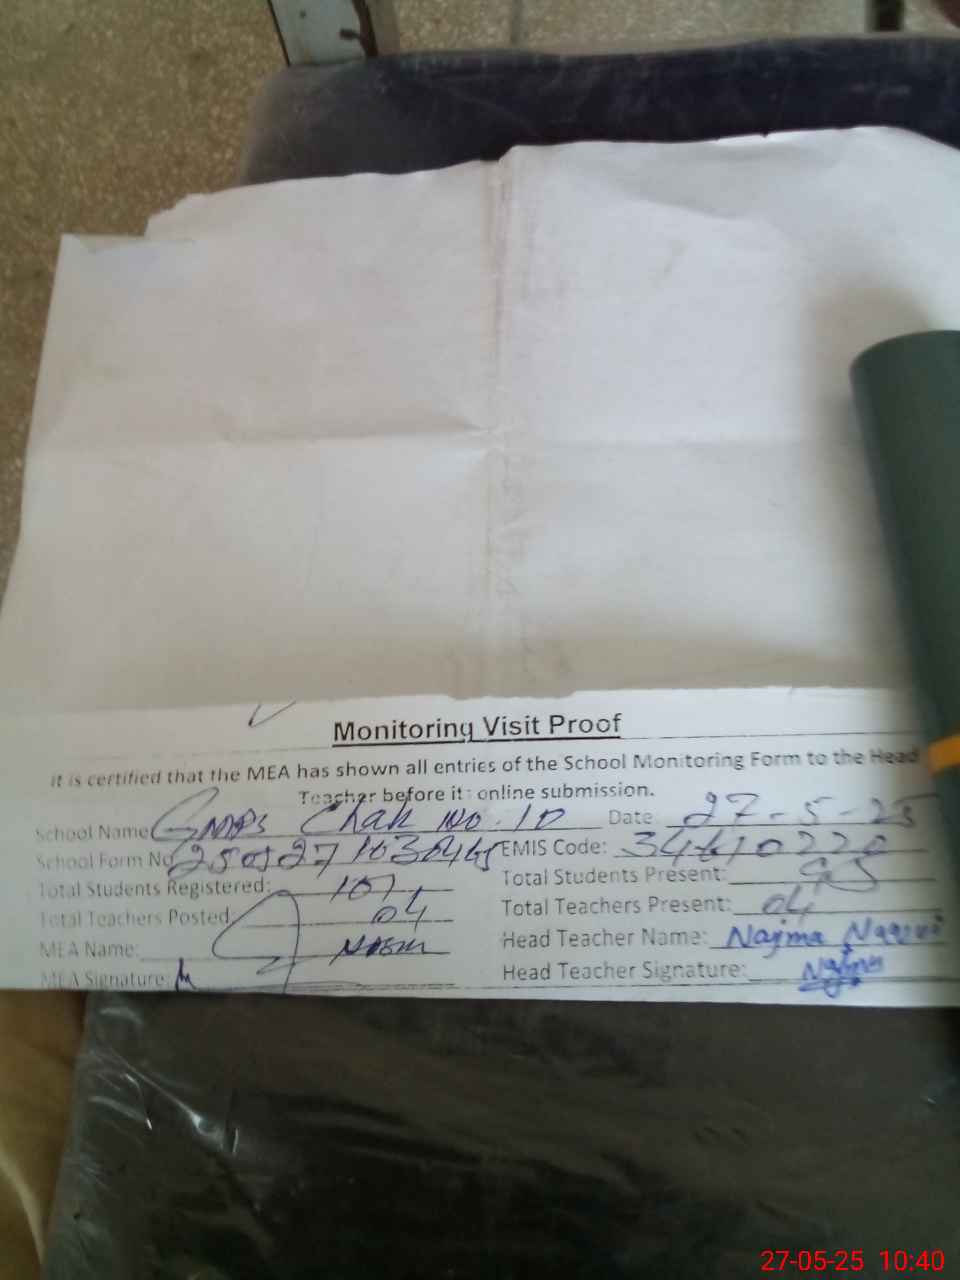 Monitoring Visit Proof
It is certified that the MEA has shown all entries of the School Monitoring Form to the Head
Teacher before it's online submission.
School Name GMPS Chak No. 10 Date: 27-5-25
School Form No EMIS Code:
Total Students Registered: 107 Total Students Present: 95
Total Teachers Posted: 04 Total Teachers Present: 04
MEA Name: Head Teacher Name: Najma
MEA Signature: Head Teacher Signature: Najma
27-05-25 10:40